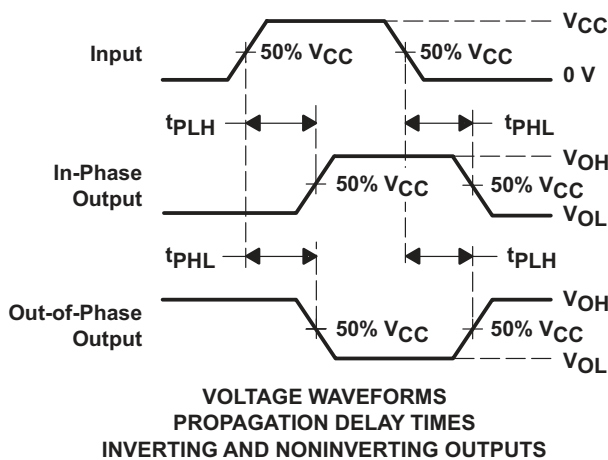 VCC
Input 50% VCC 50% VCC
0 V
tPLH tPHL
In-Phase Output VOH
50% VCC 50% VCC
VOL
tPHL tPLH
Out-of-Phase Output VOH
50% VCC 50% VCC
VOL
VOLTAGE WAVEFORMS
PROPAGATION DELAY TIMES
INVERTING AND NONINVERTING OUTPUTS